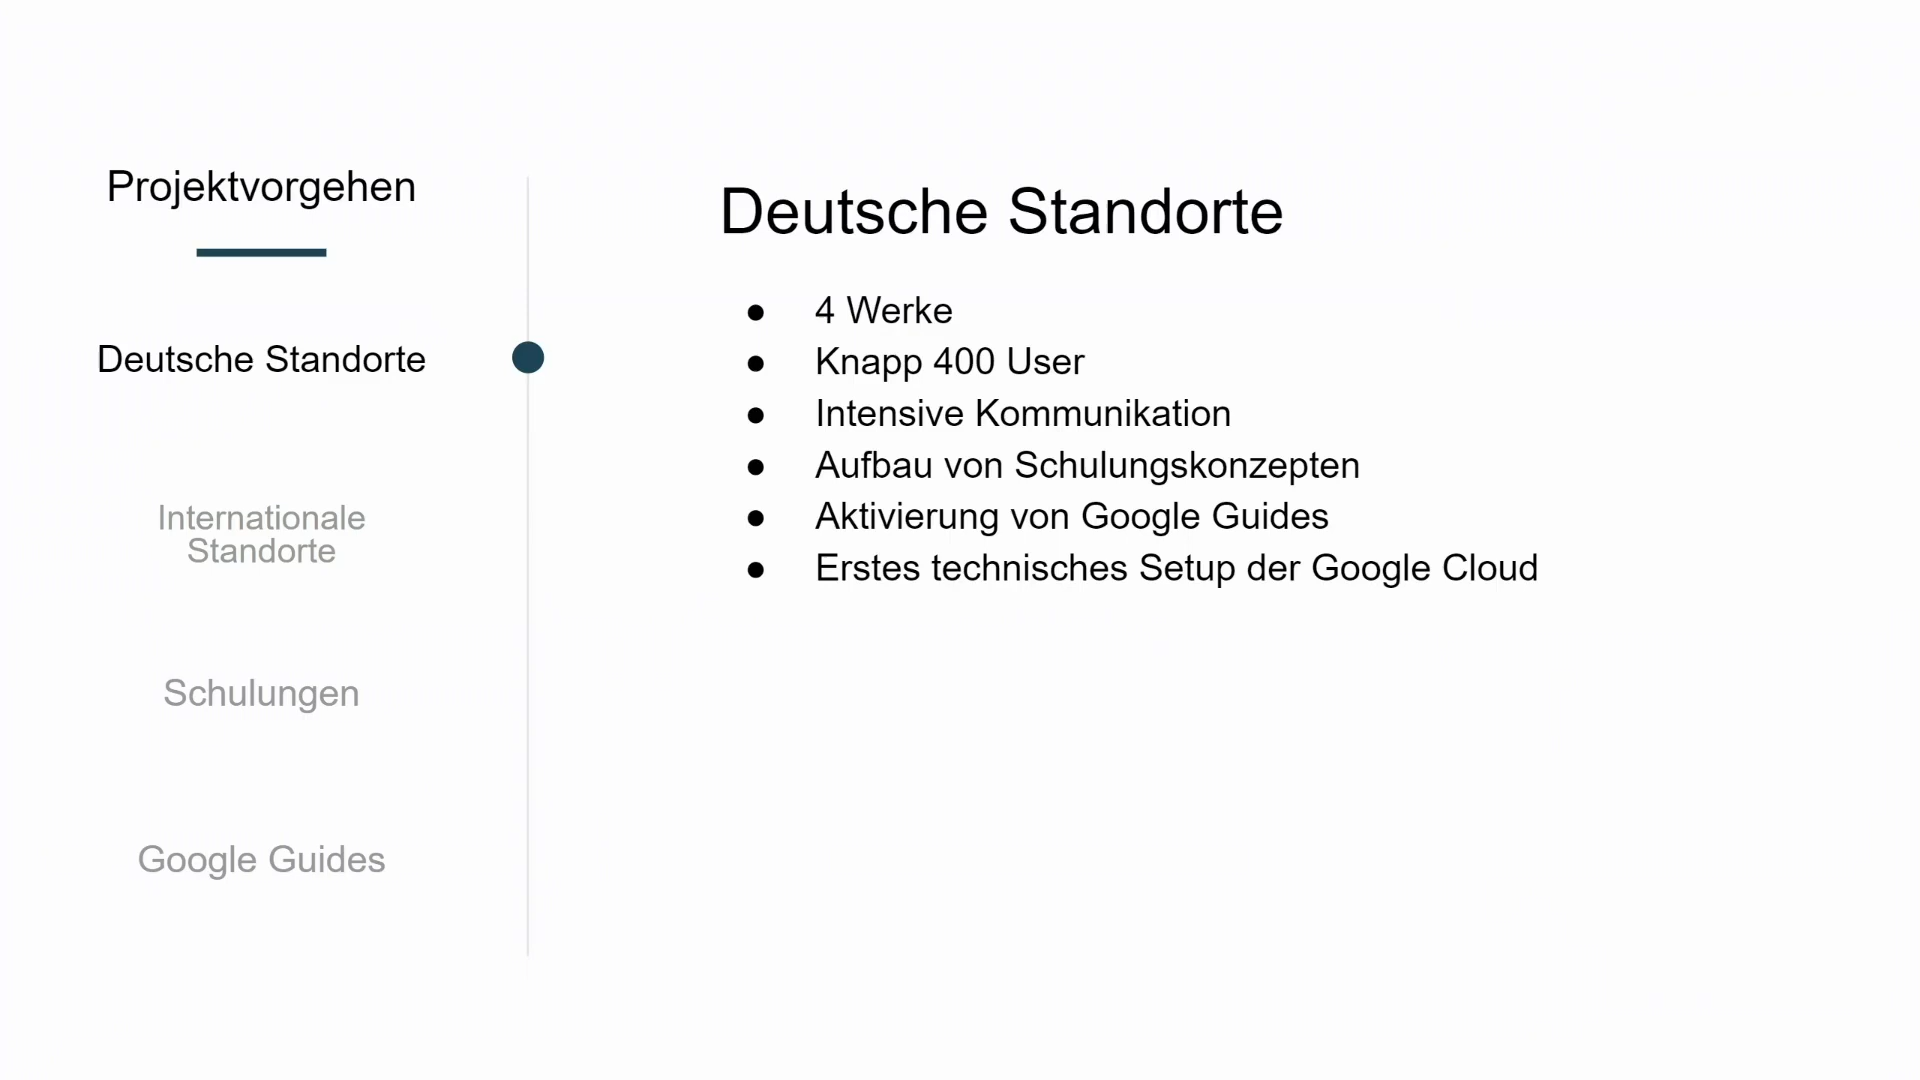 Projektvorgehen
Deutsche Standorte
Internationale
Standorte
Schulungen
Google Guides
Deutsche Standorte
● 4 Werke
● Knapp 400 User
● Intensive Kommunikation
● Aufbau von Schulungskonzepten
● Aktivierung von Google Guides
● Erstes technisches Setup der Google Cloud